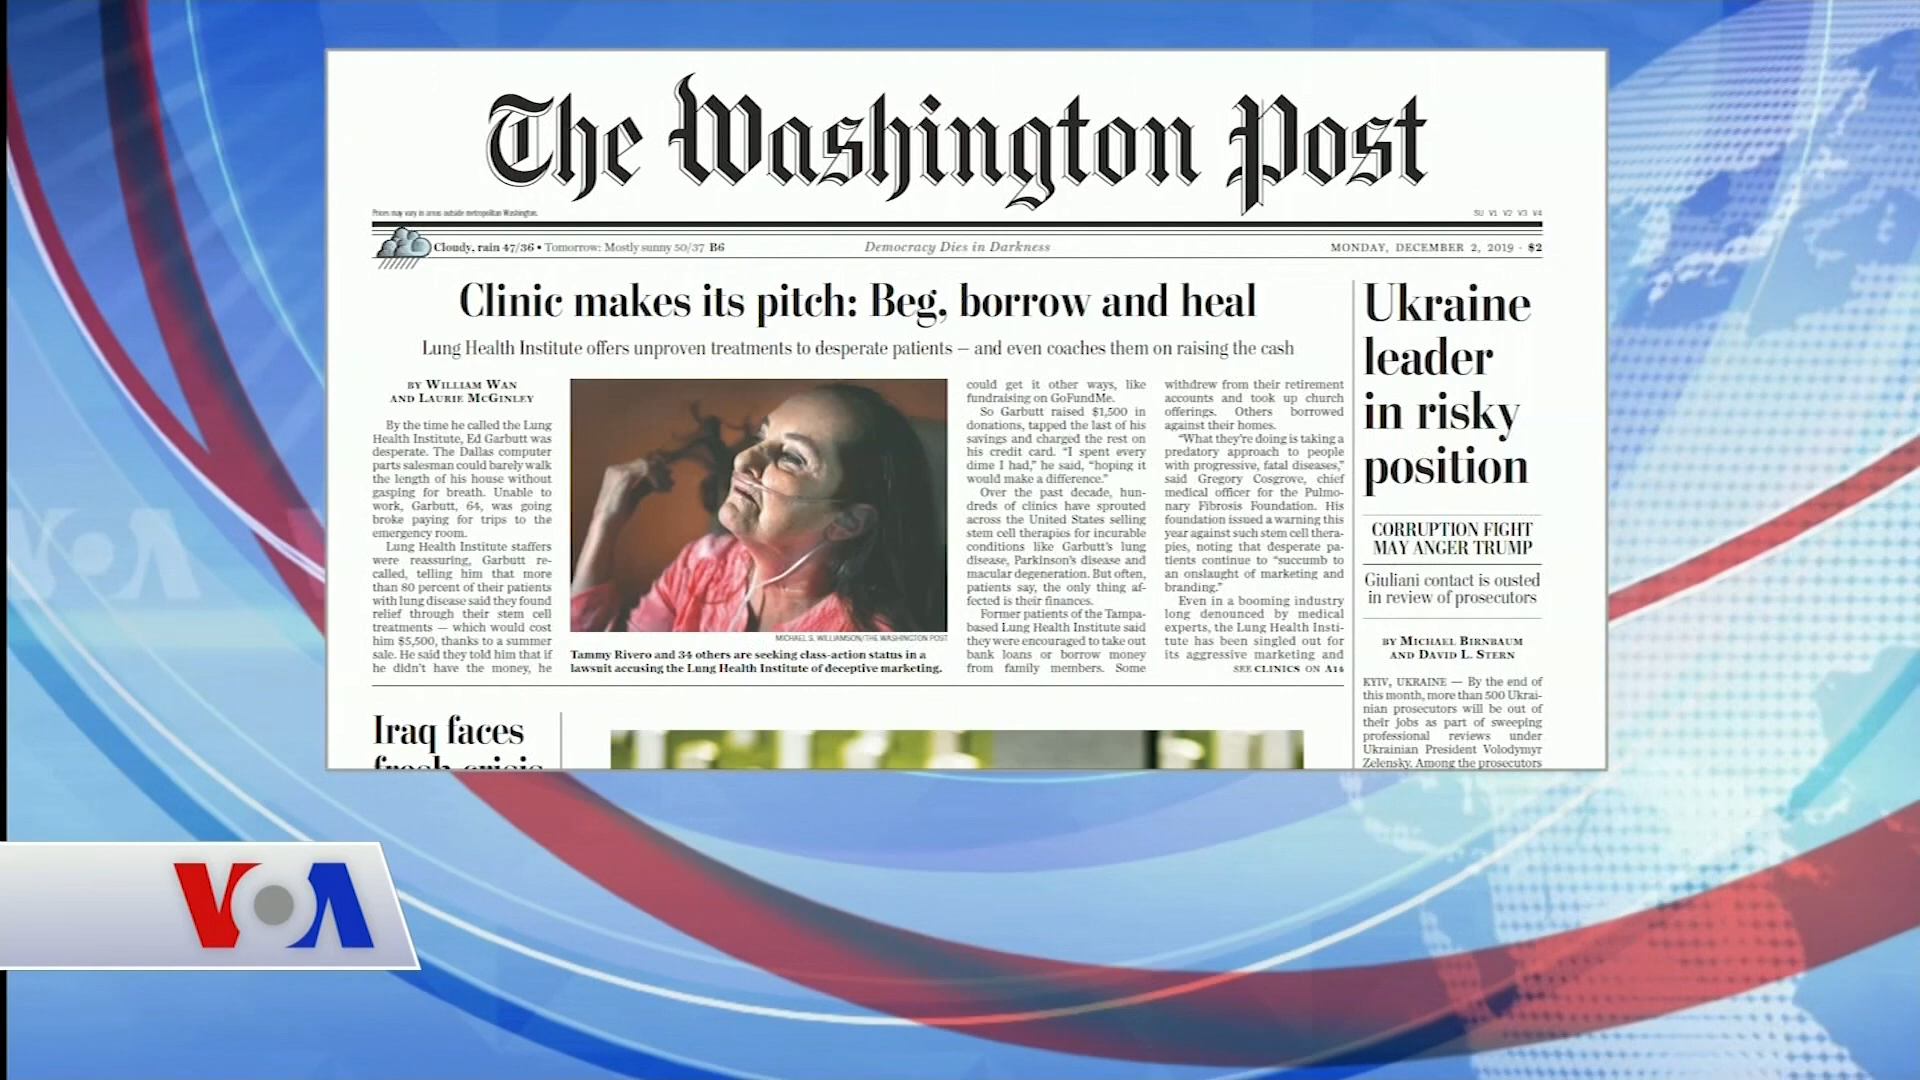 The Washington Post
Prices may vary in areas outside metropolitan Washington.
SU V1 V2 V3 V4
Cloudy, rain 47/36 • Tomorrow: Mostly sunny 50/37 B6
Democracy Dies in Darkness
MONDAY, DECEMBER 2, 2019 · $2
Clinic makes its pitch: Beg, borrow and heal
Lung Health Institute offers unproven treatments to desperate patients — and even coaches them on raising the cash
BY WILLIAM WAN
AND LAURIE MCGINLEY
By the time he called the Lung
Health Institute, Ed Garbutt was
desperate. The Dallas computer
parts salesman could barely walk
the length of his house without
gasping for breath. Unable to
work, Garbutt, 64, was going
broke paying for trips to the
emergency room.
Lung Health Institute staffers
were reassuring, Garbutt re-
called, telling him that more
than 80 percent of their patients
with lung disease said they found
relief through their stem cell
treatments — which would cost
him $5,500, thanks to a summer
sale. He said they told him that if
he didn't have the money, he
MICHAEL S. WILLIAMSON/THE WASHINGTON POST
Tammy Rivero and 34 others are seeking class-action status in a
lawsuit accusing the Lung Health Institute of deceptive marketing.
could get it other ways, like
fundraising on GoFundMe.
So Garbutt raised $1,500 in
donations, tapped the last of his
savings and charged the rest on
his credit card. "I spent every
dime I had," he said, "hoping it
would make a difference."
Over the past decade, hun-
dreds of clinics have sprouted
across the United States selling
stem cell therapies for incurable
conditions like Garbutt's lung
disease, Parkinson's disease and
macular degeneration. But often,
patients say, the only thing af-
fected is their finances.
Former patients of the Tampa-
based Lung Health Institute said
they were encouraged to take out
bank loans or borrow money
from family members. Some
withdrew from their retirement
accounts and took up church
offerings. Others borrowed
against their homes.
"What they're doing is taking a
predatory approach to people
with progressive, fatal diseases,"
said Gregory Cosgrove, chief
medical officer for the Pulmo-
nary Fibrosis Foundation. His
foundation issued a warning this
year against such stem cell thera-
pies, noting that desperate pa-
tients continue to "succumb to
an onslaught of marketing and
branding."
Even in a booming industry
long denounced by medical
experts, the Lung Health Insti-
tute has been singled out for
its aggressive marketing and
SEE CLINICS ON A14
Ukraine
leader
in risky
position
CORRUPTION FIGHT
MAY ANGER TRUMP
Giuliani contact is ousted
in review of prosecutors
BY MICHAEL BIRNBAUM
AND DAVID L. STERN
KYIV, UKRAINE — By the end of
this month, more than 500 Ukrai-
nian prosecutors will be out of
their jobs as part of sweeping
professional reviews under
Ukrainian President Volodymyr
Zelensky. Among the prosecutors
Iraq faces
fresh crisis
VOA
VOA